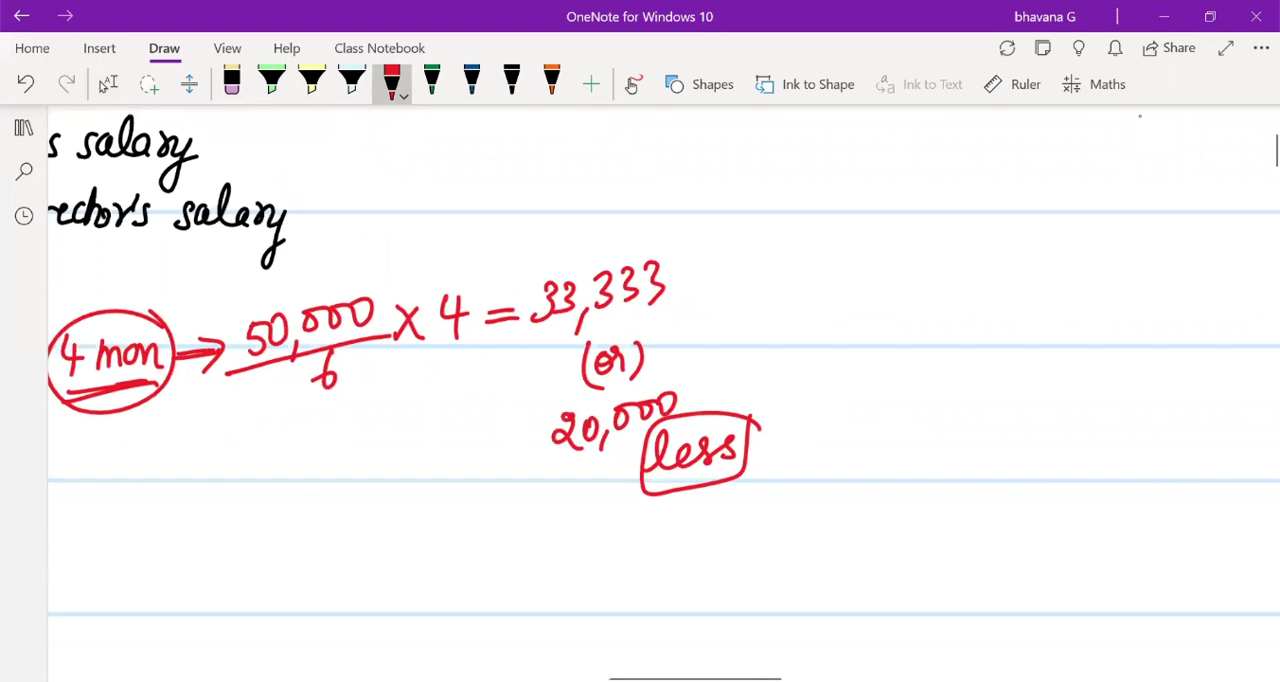 OneNote for Windows 10
bhavana G
Home Insert Draw View Help Class Notebook
Share
Shapes Ink to Shape Ink to Text Ruler Maths
s salary
rector's salary
4 mon → 50,000/6 × 4 = 33,333
(or)
20,000
less